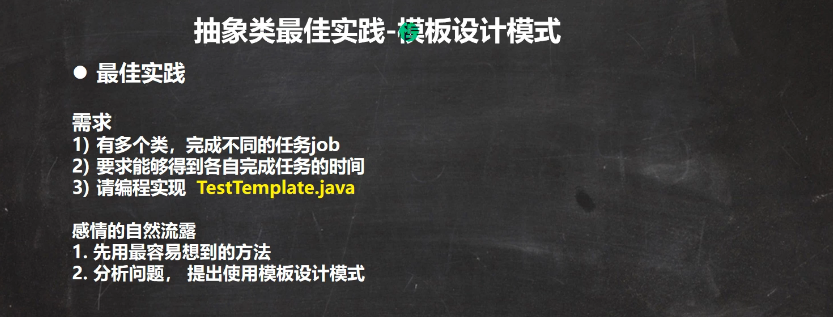 抽象类最佳实践-模板设计模式
● 最佳实践
需求
1) 有多个类，完成不同的任务job
2) 要求能够得到各自完成任务的时间
3) 请编程实现 TestTemplate.java
感情的自然流露
1. 先用最容易想到的方法
2. 分析问题， 提出使用模板设计模式